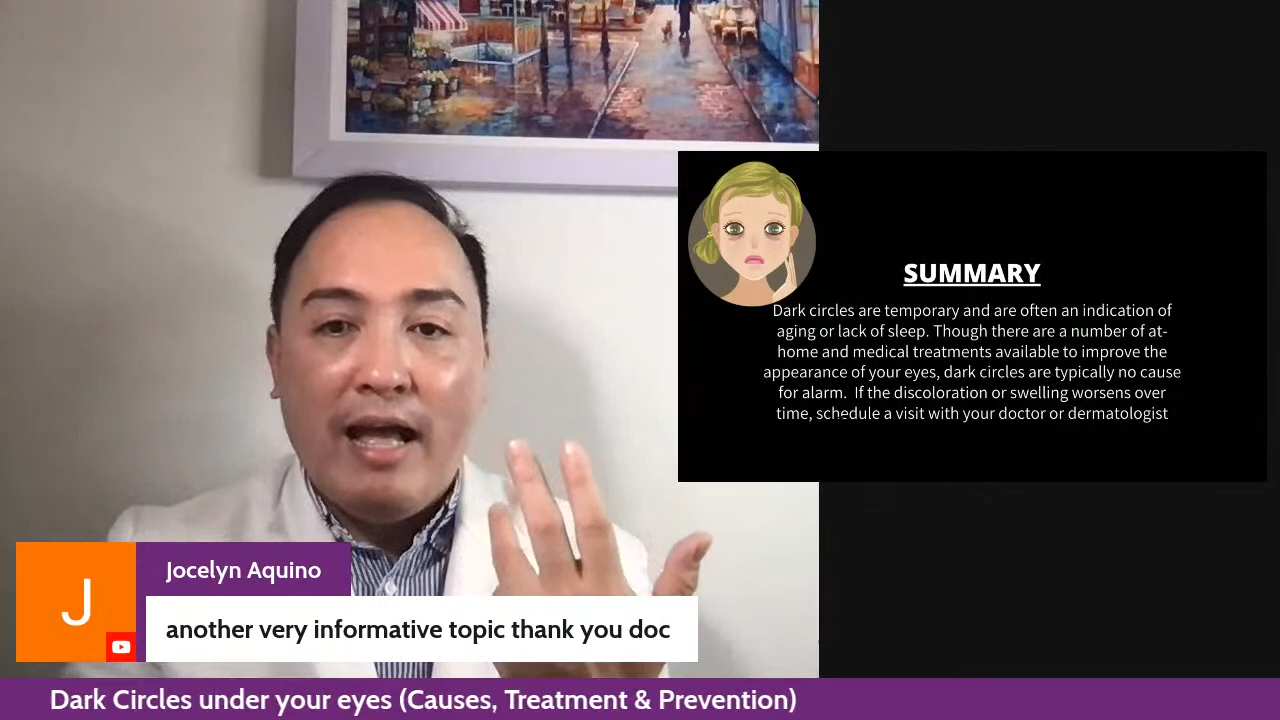 SUMMARY
Dark circles are temporary and are often an indication of
aging or lack of sleep. Though there are a number of at-
home and medical treatments available to improve the
appearance of your eyes, dark circles are typically no cause
for alarm.  If the discoloration or swelling worsens over
time, schedule a visit with your doctor or dermatologist
J
Jocelyn Aquino
another very informative topic thank you doc
Dark Circles under your eyes (Causes, Treatment & Prevention)